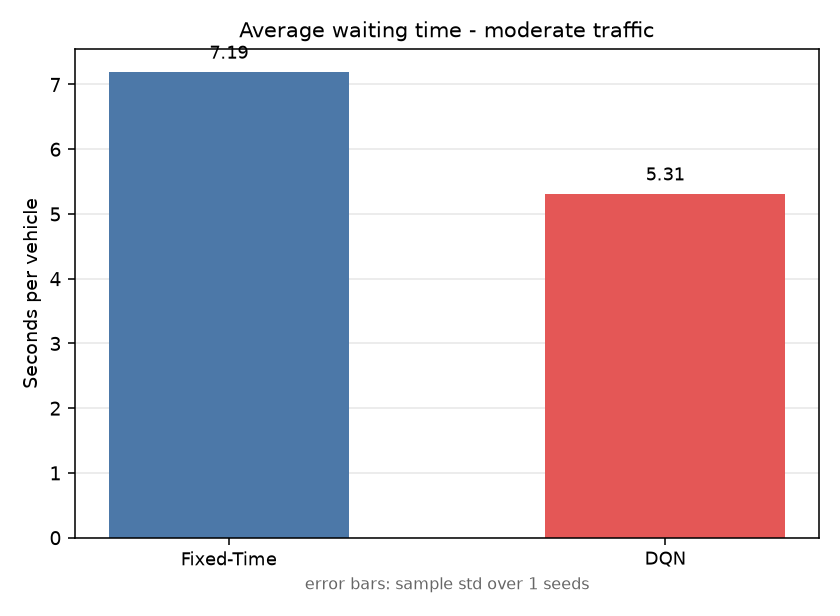 Average waiting time - moderate traffic
7.19
7
6
5.31
5
4
3
2
1
0
Seconds per vehicle
Fixed-Time
DQN
error bars: sample std over 1 seeds